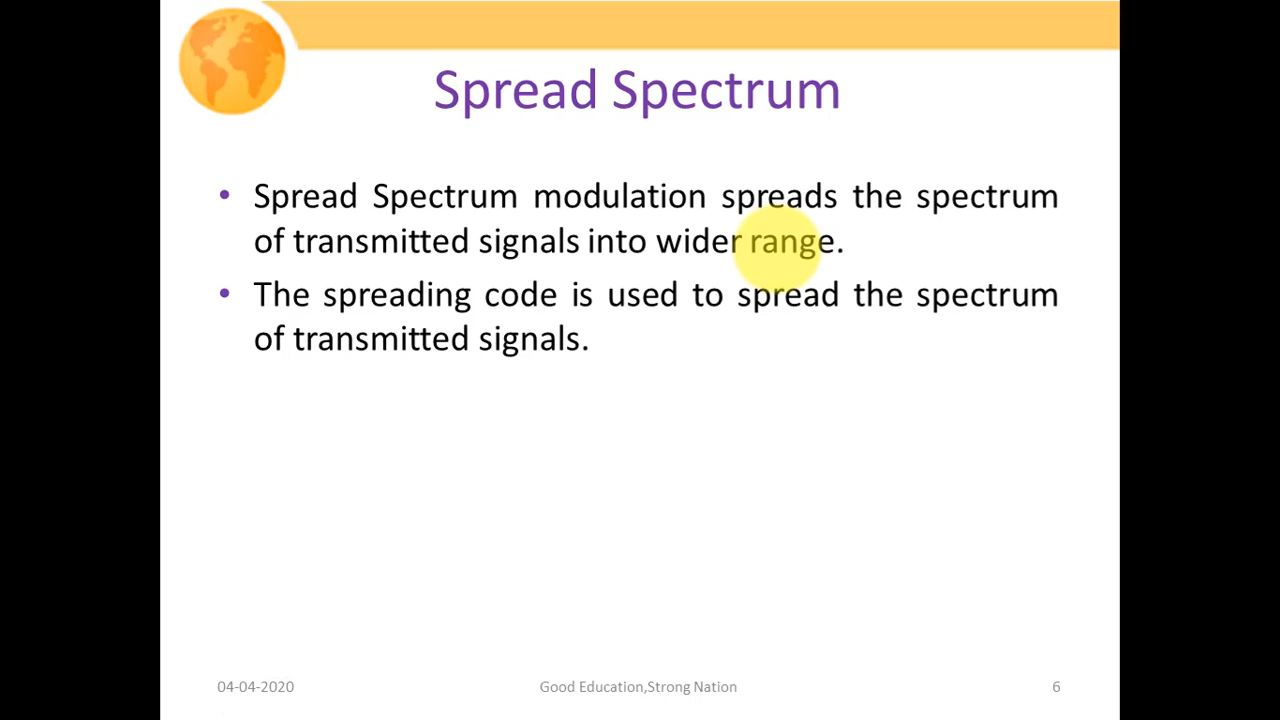 Spread Spectrum
• Spread Spectrum modulation spreads the spectrum
of transmitted signals into wider range.
• The spreading code is used to spread the spectrum
of transmitted signals.
04-04-2020 Good Education,Strong Nation 6